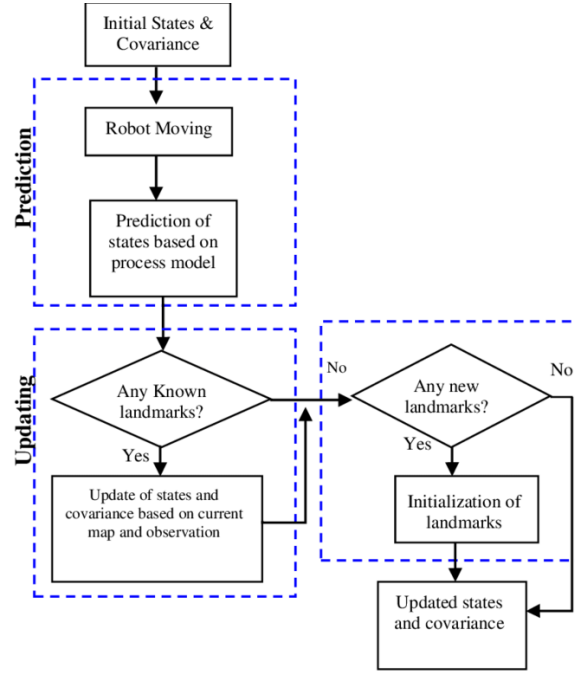 Initial States &
Covariance
Prediction
Robot Moving
Prediction of
states based on
process model
Updating
Any Known
landmarks?
No
Any new
landmarks?
No
Yes
Yes
Update of states and
covariance based on current
map and observation
Initialization of
landmarks
Updated states
and covariance